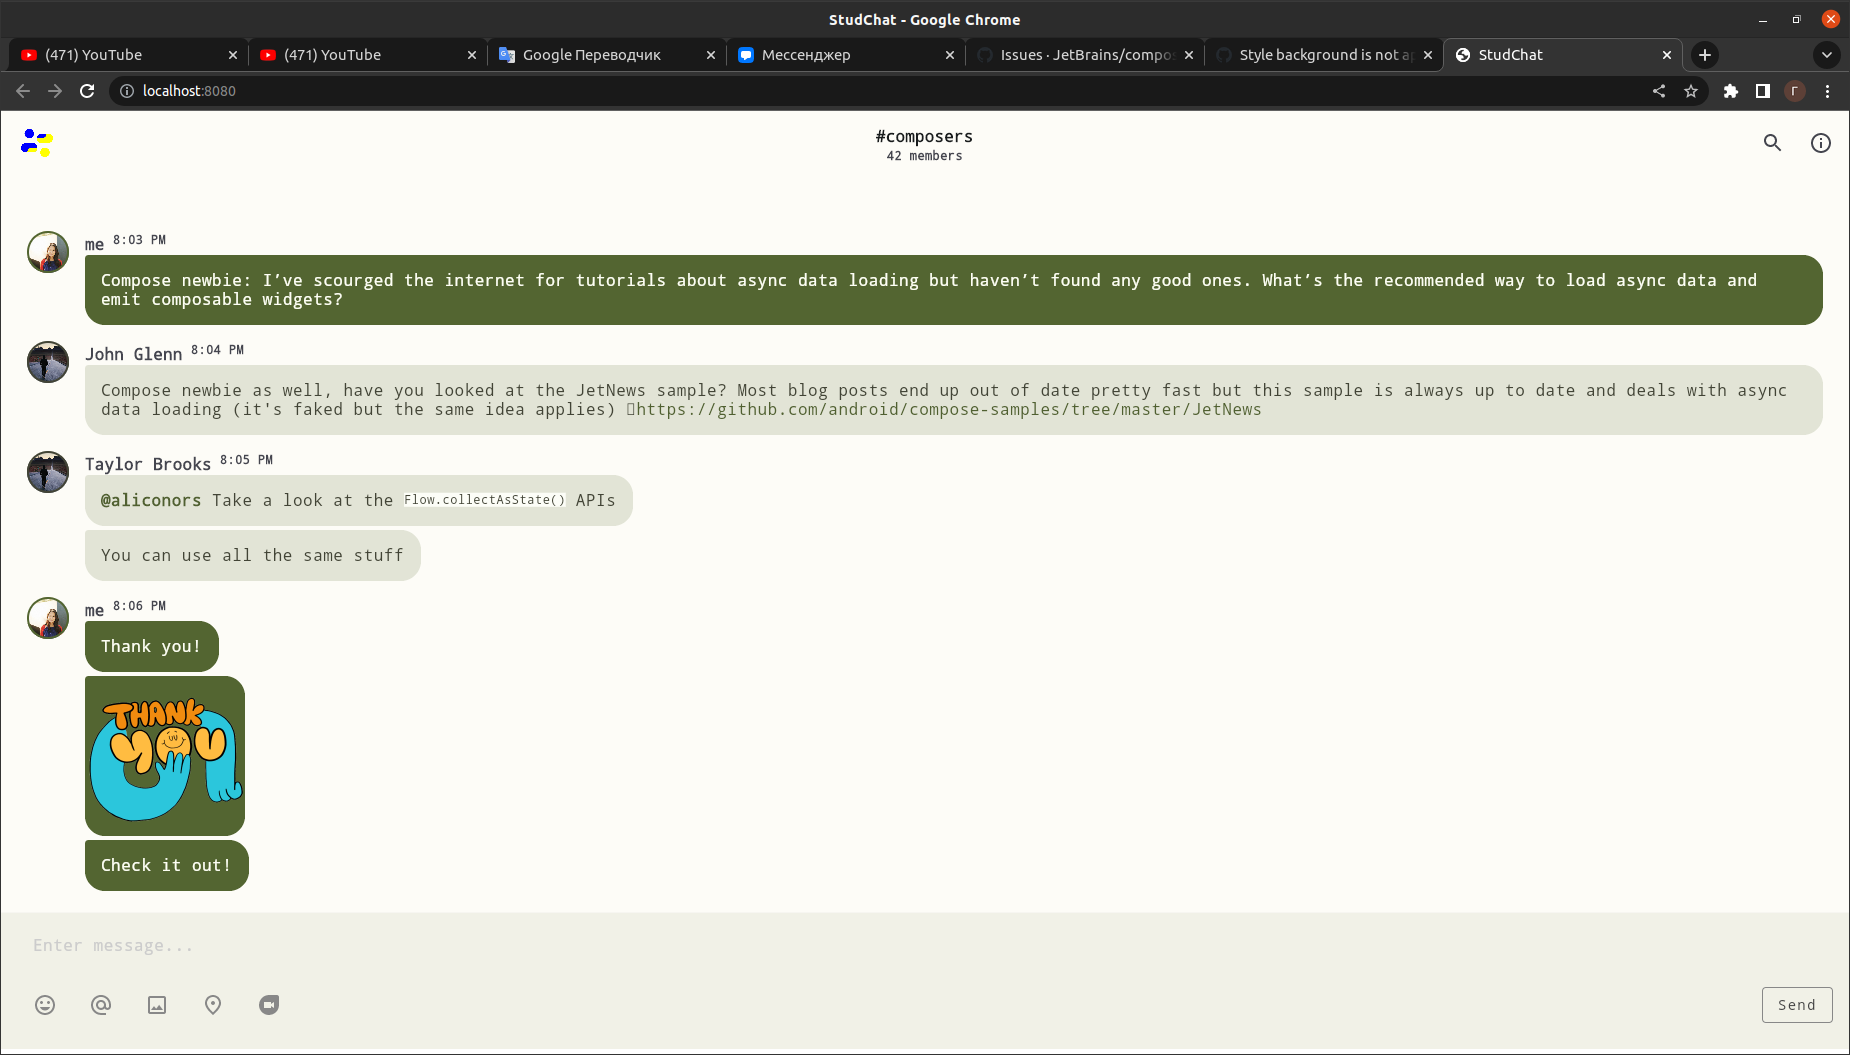 StudChat - Google Chrome
(471) YouTube
(471) YouTube
Google Переводчик
Мессенджер
Issues · JetBrains/compos
Style background is not ap
StudChat
localhost:8080
Г
#composers
42 members
me 8:03 PM
Compose newbie: I’ve scourged the internet for tutorials about async data loading but haven’t found any good ones. What’s the recommended way to load async data and
emit composable widgets?
John Glenn 8:04 PM
Compose newbie as well, have you looked at the JetNews sample? Most blog posts end up out of date pretty fast but this sample is always up to date and deals with async
data loading (it's faked but the same idea applies) https://github.com/android/compose-samples/tree/master/JetNews
Taylor Brooks 8:05 PM
@aliconors Take a look at the Flow.collectAsState() APIs
You can use all the same stuff
me 8:06 PM
Thank you!
THANK
YOU
Check it out!
Enter message...
Send